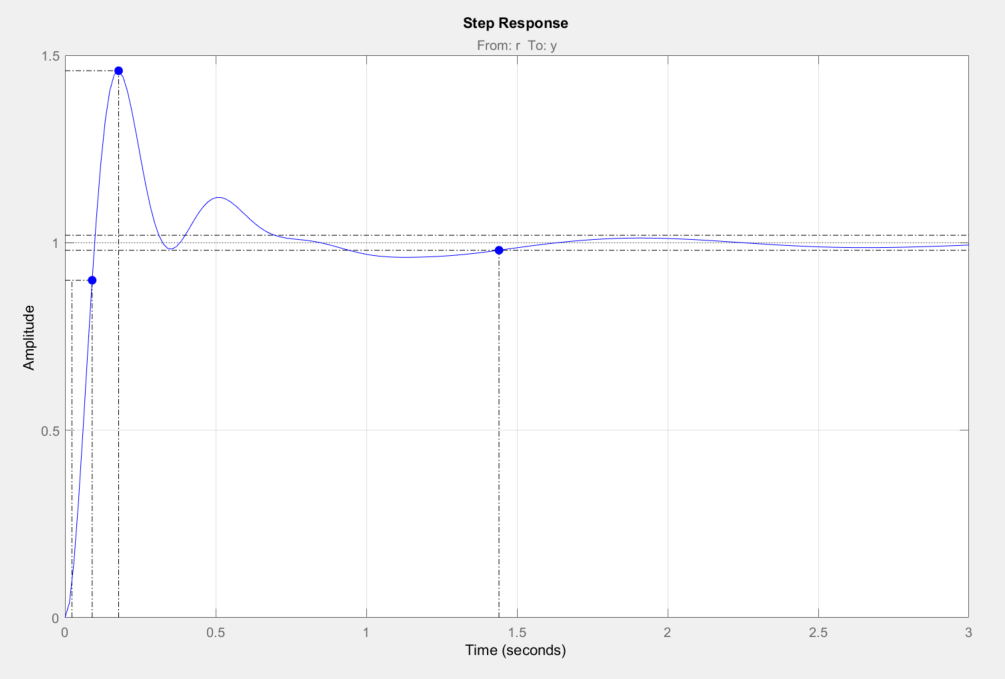 Step Response
From: r To: y
1.5
1
0.5
0
Amplitude
0 0.5 1 1.5 2 2.5 3
Time (seconds)